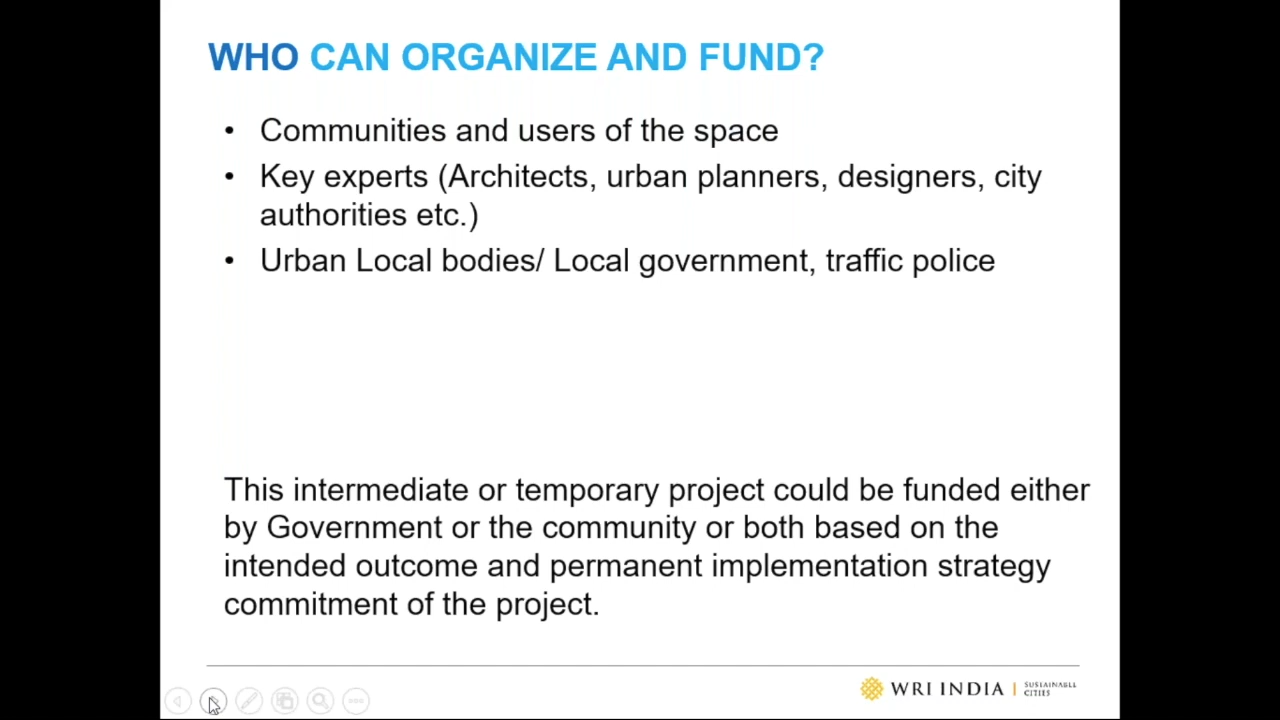 WHO CAN ORGANIZE AND FUND?
• Communities and users of the space
• Key experts (Architects, urban planners, designers, city
authorities etc.)
• Urban Local bodies/ Local government, traffic police
This intermediate or temporary project could be funded either
by Government or the community or both based on the
intended outcome and permanent implementation strategy
commitment of the project.
WRI INDIA | SUSTAINABLE
CITIES